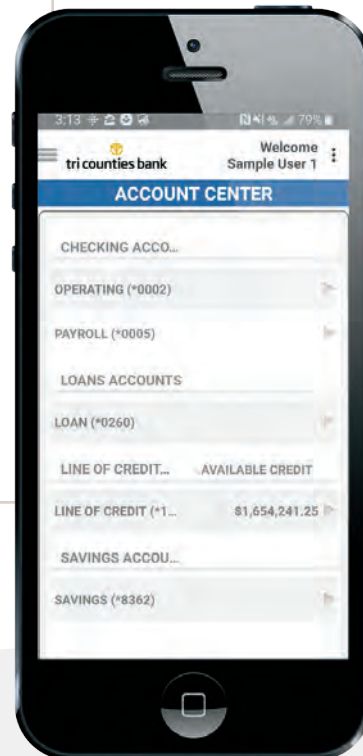 3:13 79%
tri counties bank
Welcome
Sample User 1
ACCOUNT CENTER
CHECKING ACCO...
OPERATING (*0002)
PAYROLL (*0005)
LOANS ACCOUNTS
LOAN (*0260)
LINE OF CREDIT... AVAILABLE CREDIT
LINE OF CREDIT (*1... $1,654,241.25
SAVINGS ACCOU...
SAVINGS (*8362)